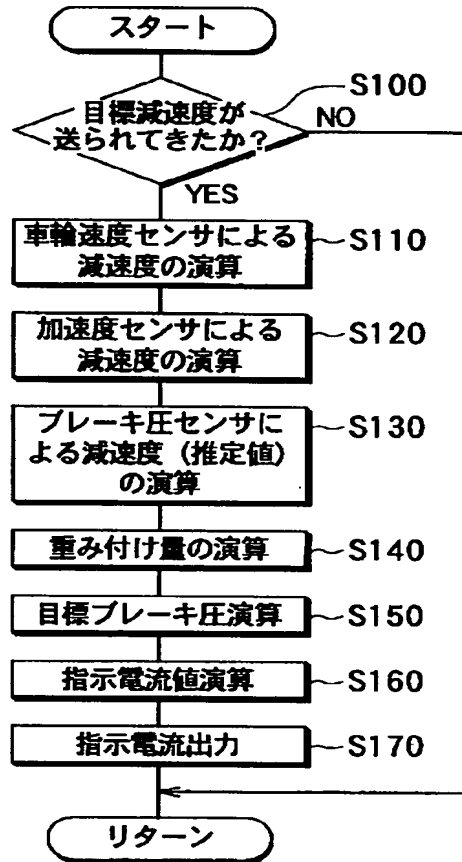 スタート
S100
目標減速度が
送られてきたか？
NO
YES
車輪速度センサによる
減速度の演算
S110
加速度センサによる
減速度の演算
S120
ブレーキ圧センサに
よる減速度（推定値）
の演算
S130
重み付け量の演算
S140
目標ブレーキ圧演算
S150
指示電流値演算
S160
指示電流出力
S170
リターン